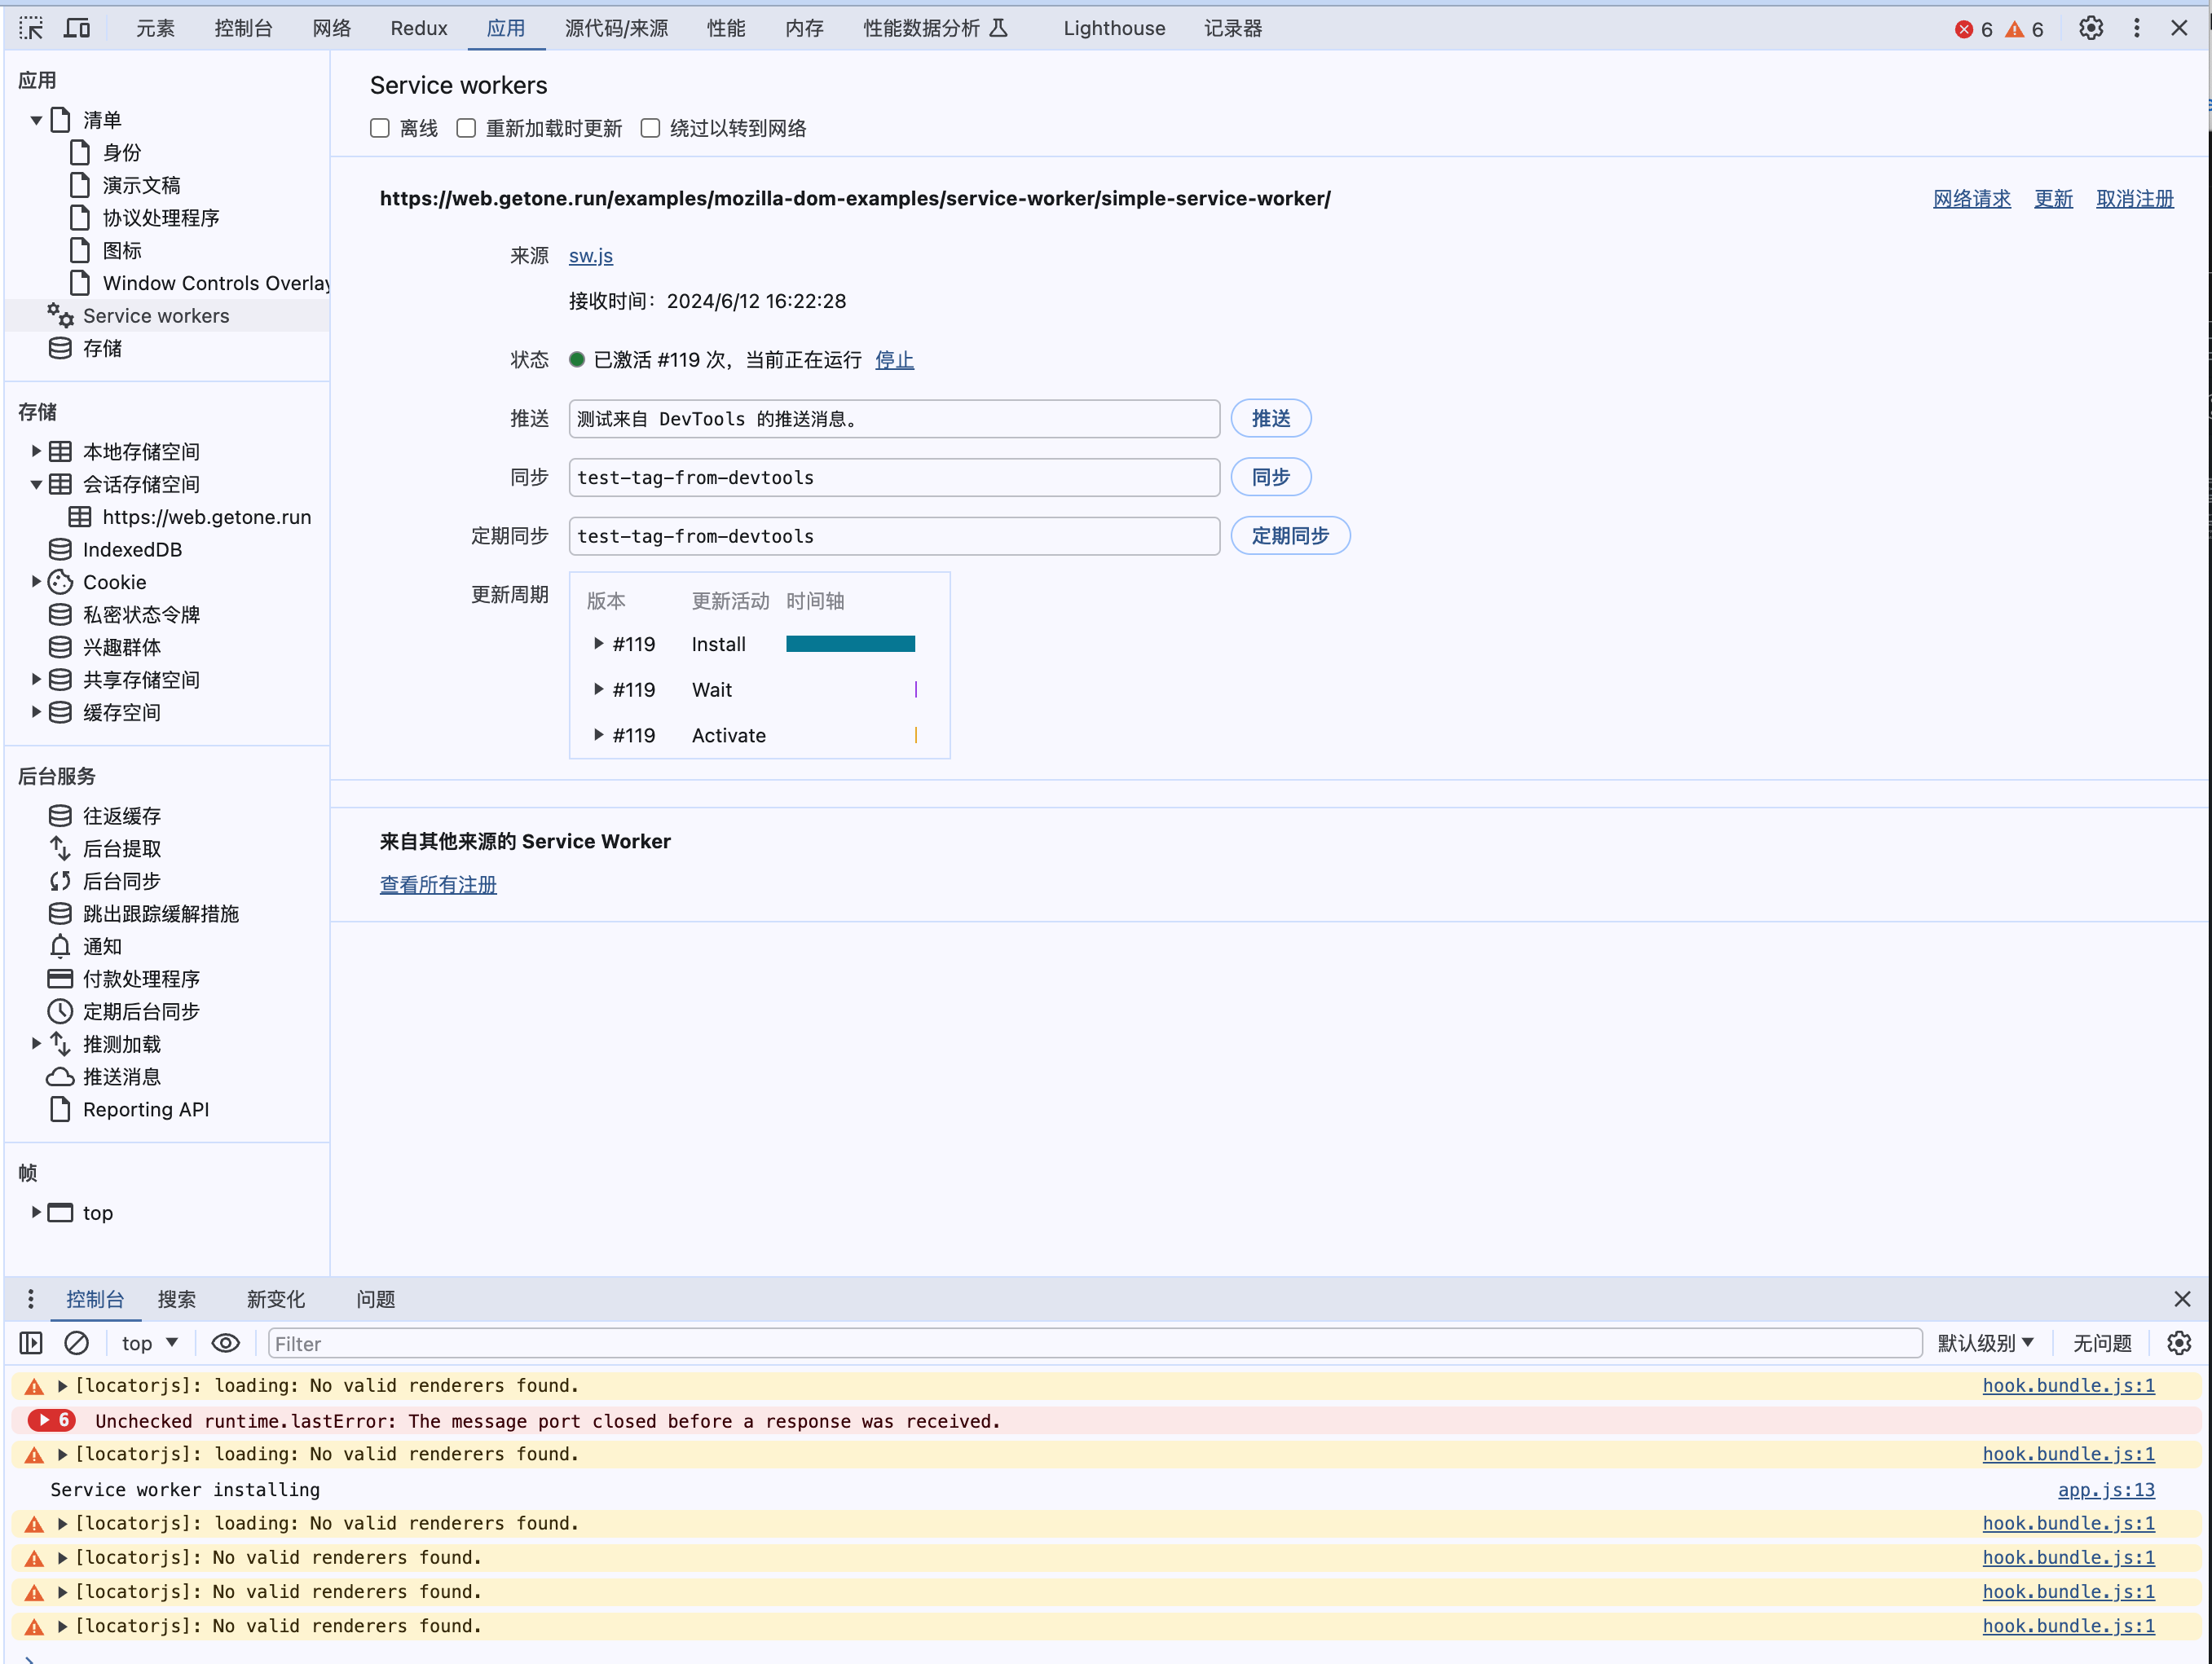 元素 控制台 网络 Redux 应用 源代码/来源 性能 内存 性能数据分析 Lighthouse 记录器 6 6
应用
清单
身份
演示文稿
协议处理程序
图标
Window Controls Overlay
Service workers
存储
存储
本地存储空间
会话存储空间
https://web.getone.run
IndexedDB
Cookie
私密状态令牌
兴趣群体
共享存储空间
缓存空间
后台服务
往返缓存
后台提取
后台同步
跳出跟踪缓解措施
通知
付款处理程序
定期后台同步
推测加载
推送消息
Reporting API
帧
top
Service workers
离线 重新加载时更新 绕过以转到网络
https://web.getone.run/examples/mozilla-dom-examples/service-worker/simple-service-worker/ 网络请求 更新 取消注册
来源 sw.js
接收时间：2024/6/12 16:22:28
状态 已激活 #119 次，当前正在运行 停止
推送 测试来自 DevTools 的推送消息。 推送
同步 test-tag-from-devtools 同步
定期同步 test-tag-from-devtools 定期同步
更新周期 版本 更新活动 时间轴
#119 Install
#119 Wait
#119 Activate
来自其他来源的 Service Worker
查看所有注册
控制台 搜索 新变化 问题
top Filter 默认级别 无问题
[locatorjs]: loading: No valid renderers found. hook.bundle.js:1
6 Unchecked runtime.lastError: The message port closed before a response was received.
[locatorjs]: loading: No valid renderers found. hook.bundle.js:1
Service worker installing app.js:13
[locatorjs]: loading: No valid renderers found. hook.bundle.js:1
[locatorjs]: No valid renderers found. hook.bundle.js:1
[locatorjs]: No valid renderers found. hook.bundle.js:1
[locatorjs]: No valid renderers found. hook.bundle.js:1